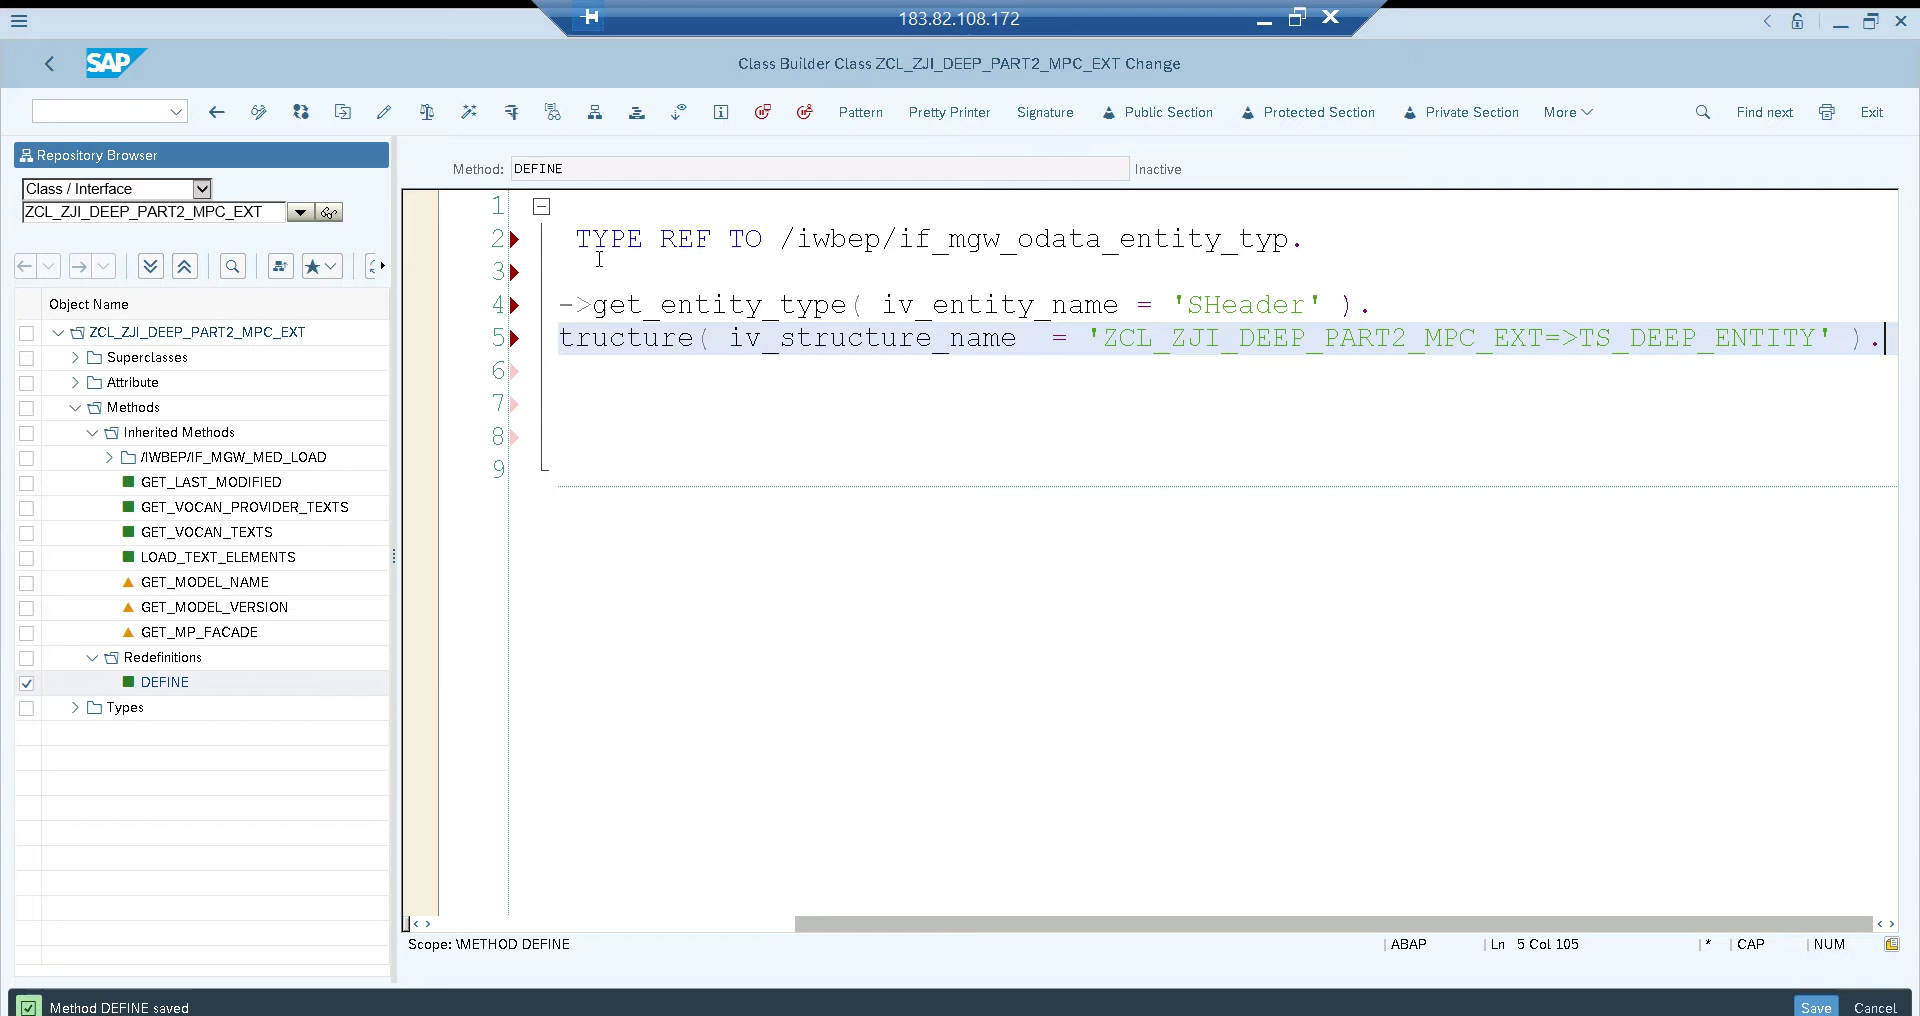 183.82.108.172
SAP
Class Builder Class ZCL_ZJI_DEEP_PART2_MPC_EXT Change
Pattern Pretty Printer Signature Public Section Protected Section Private Section More Find next Exit
Repository Browser
Class / Interface
ZCL_ZJI_DEEP_PART2_MPC_EXT
Object Name
ZCL_ZJI_DEEP_PART2_MPC_EXT
Superclasses
Attribute
Methods
Inherited Methods
/IWBEP/IF_MGW_MED_LOAD
GET_LAST_MODIFIED
GET_VOCAN_PROVIDER_TEXTS
GET_VOCAN_TEXTS
LOAD_TEXT_ELEMENTS
GET_MODEL_NAME
GET_MODEL_VERSION
GET_MP_FACADE
Redefinitions
DEFINE
Types
Method: DEFINE Inactive
1
2 TYPE REF TO /iwbep/if_mgw_odata_entity_typ.
3
4 ->get_entity_type( iv_entity_name = 'SHeader' ).
5 tructure( iv_structure_name = 'ZCL_ZJI_DEEP_PART2_MPC_EXT=>TS_DEEP_ENTITY' ).
6
7
8
9
Scope: \METHOD DEFINE ABAP Ln 5 Col 105 * CAP NUM
Method DEFINE saved Save Cancel